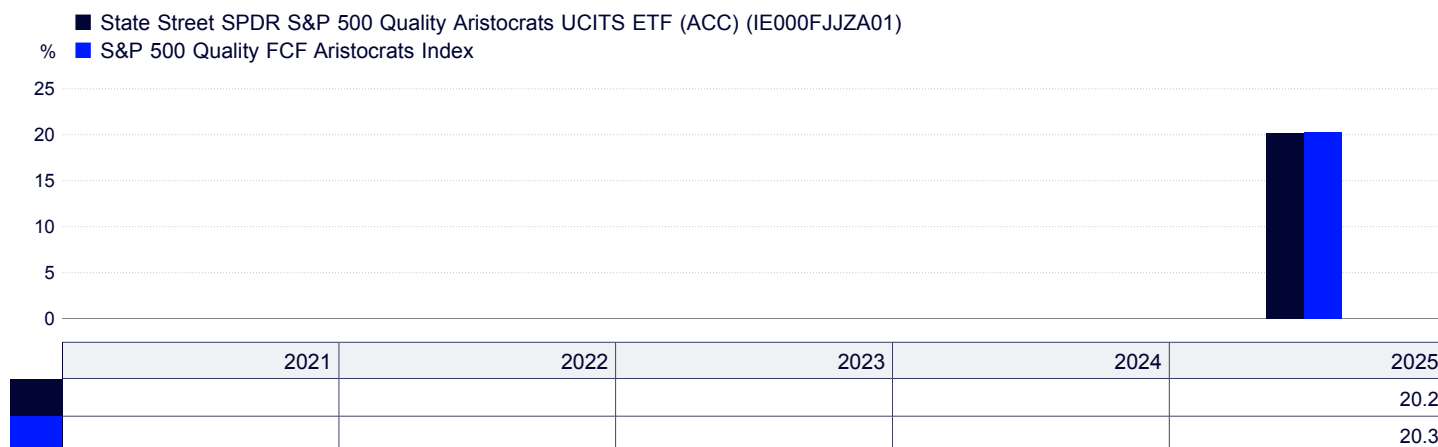 State Street SPDR S&P 500 Quality Aristocrats UCITS ETF (ACC) (IE000FJJZA01)
% S&P 500 Quality FCF Aristocrats Index
25
20
15
10
5
0
2021 2022 2023 2024 2025
20.2
20.3